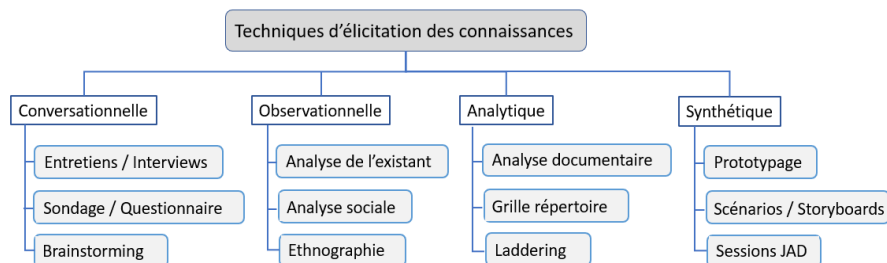 Techniques d'élicitation des connaissances
Conversationnelle
Observationnelle
Analytique
Synthétique
Entretiens / Interviews
Analyse de l'existant
Analyse documentaire
Prototypage
Sondage / Questionnaire
Analyse sociale
Grille répertoire
Scénarios / Storyboards
Brainstorming
Ethnographie
Laddering
Sessions JAD